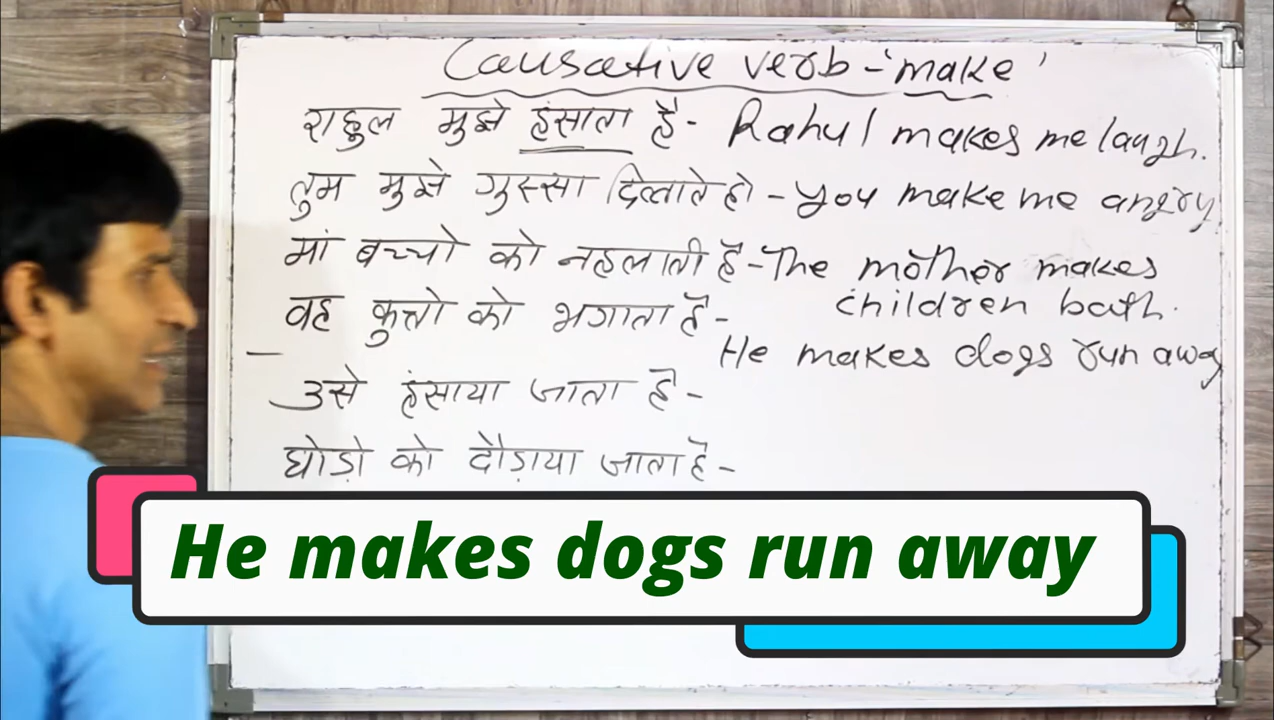 Causative verb - 'make'
राहुल मुझे हंसाता है - Rahul makes me laugh.
तुम मुझे गुस्सा दिलाते हो - You make me angry
मां बच्चो को नहलाती है - The mother makes
children bath.
वह कुत्तो को भगाता है -
He makes dogs run away
उसे हंसाया जाता है -
घोडो को दौड़ाया जाता है -
He makes dogs run away